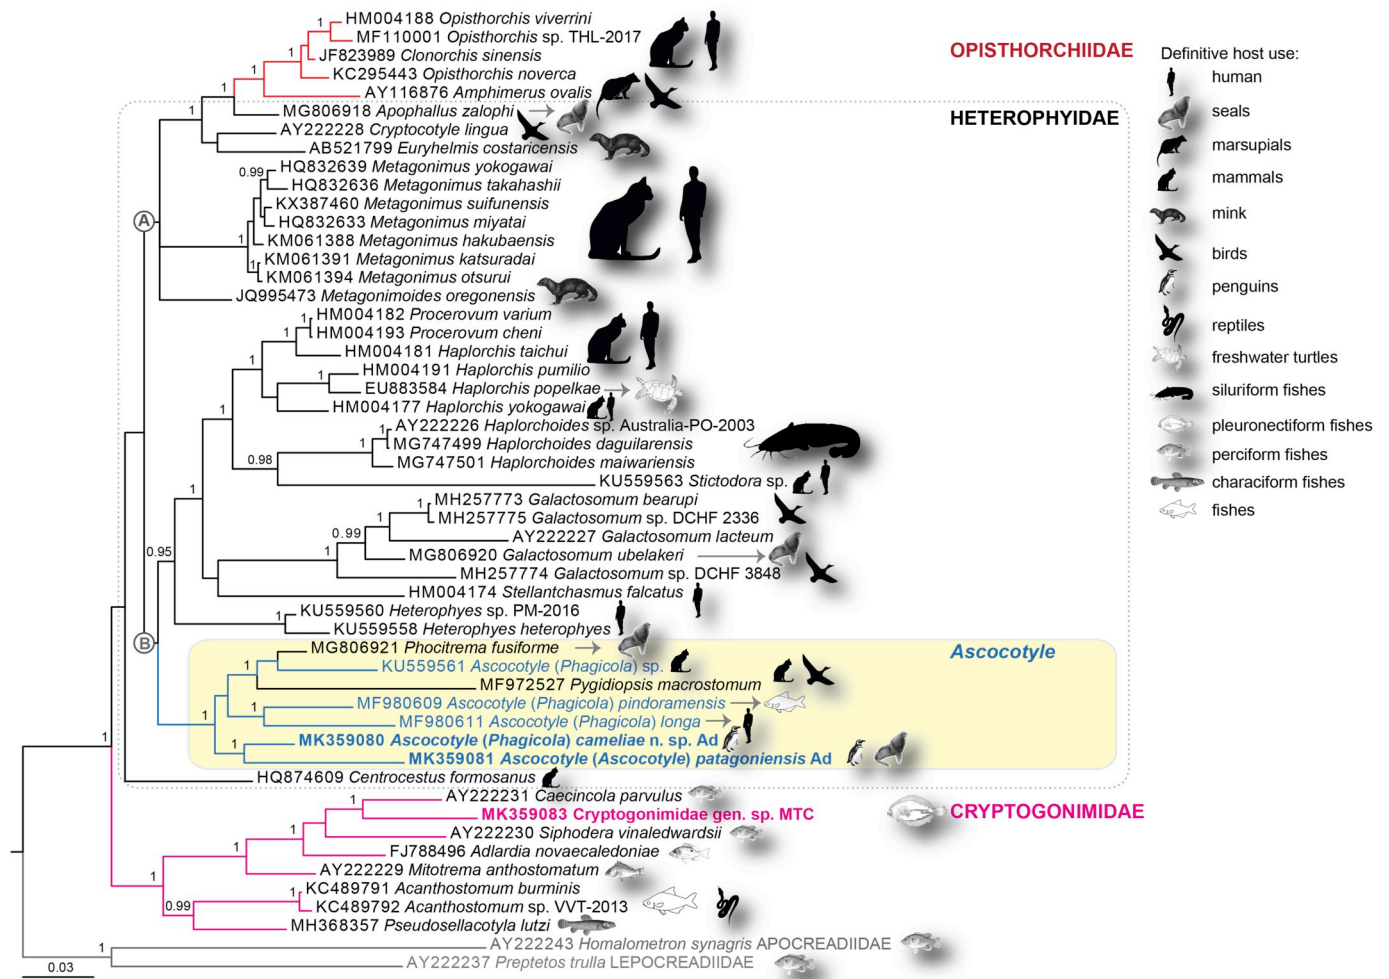 HM004188 Opisthorchis viverrini
MF110001 Opisthorchis sp. THL-2017
JF823989 Clonorchis sinensis
KC295443 Opisthorchis noverca
AY116876 Amphimerus ovalis
MG806918 Apophallus zalophi
AY222228 Cryptocotyle lingua
AB521799 Euryhelmis costaricensis
HQ832639 Metagonimus yokogawai
HQ832636 Metagonimus takahashii
KX387460 Metagonimus suifunensis
HQ832633 Metagonimus miyatai
KM061388 Metagonimus hakubaensis
KM061391 Metagonimus katsuradai
KM061394 Metagonimus otsurui
JQ995473 Metagonimoides oregonensis
HM004182 Procerovum varium
HM004193 Procerovum cheni
HM004181 Haplorchis taichui
HM004191 Haplorchis pumilio
EU883584 Haplorchis popelkae
HM004177 Haplorchis yokogawai
AY222226 Haplorchoides sp. Australia-PO-2003
MG747499 Haplorchoides daguilarensis
MG747501 Haplorchoides maiwariensis
KU559563 Stictodora sp.
MH257773 Galactosomum bearupi
MH257775 Galactosomum sp. DCHF 2336
AY222227 Galactosomum lacteum
MG806920 Galactosomum ubelakeri
MH257774 Galactosomum sp. DCHF 3848
HM004174 Stellantchasmus falcatus
KU559560 Heterophyes sp. PM-2016
KU559558 Heterophyes heterophyes
MG806921 Phocitrema fusiforme
KU559561 Ascocotyle (Phagicola) sp.
MF972527 Pygidiopsis macrostomum
MF980609 Ascocotyle (Phagicola) pindoramensis
MF980611 Ascocotyle (Phagicola) longa
MK359080 Ascocotyle (Phagicola) cameliae n. sp. Ad
MK359081 Ascocotyle (Ascocotyle) patagoniensis Ad
HQ874609 Centrocestus formosanus
AY222231 Caecincola parvulus
MK359083 Cryptogonimidae gen. sp. MTC
AY222230 Siphodera vinaledwardsii
FJ788496 Adlardia novaecaledoniae
AY222229 Mitotrema anthostomatum
KC489791 Acanthostomum burminis
KC489792 Acanthostomum sp. VVT-2013
MH368357 Pseudosellacotyla lutzi
AY222243 Homalometron synagris APOCREADIIDAE
AY222237 Preptetos trulla LEPOCREADIIDAE
OPISTHORCHIIDAE
HETEROPHYIDAE
Ascocotyle
CRYPTOGONIMIDAE
Definitive host use:
human
seals
marsupials
mammals
mink
birds
penguins
reptiles
freshwater turtles
siluriform fishes
pleuronectiform fishes
perciform fishes
characiform fishes
fishes
A
B
1
1
1
1
1
0.99
1
1
1
1
1
1
1
0.98
1
1
0.99
1
0.95
1
1
1
1
1
1
1
1
1
1
1
1
0.99
1
0.03